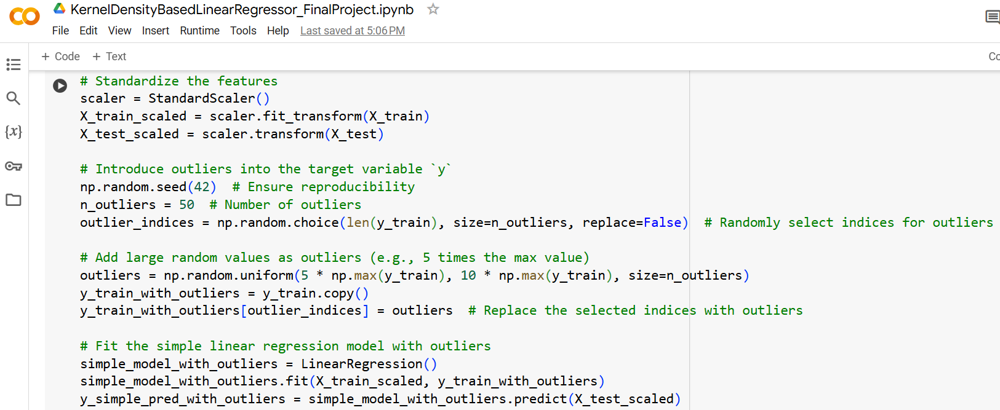 KernelDensityBasedLinearRegressor_FinalProject.ipynb
File Edit View Insert Runtime Tools Help Last saved at 5:06 PM
+ Code + Text
{x}
# Standardize the features
scaler = StandardScaler()
X_train_scaled = scaler.fit_transform(X_train)
X_test_scaled = scaler.transform(X_test)
# Introduce outliers into the target variable `y`
np.random.seed(42)  # Ensure reproducibility
n_outliers = 50  # Number of outliers
outlier_indices = np.random.choice(len(y_train), size=n_outliers, replace=False)  # Randomly select indices for outliers
# Add large random values as outliers (e.g., 5 times the max value)
outliers = np.random.uniform(5 * np.max(y_train), 10 * np.max(y_train), size=n_outliers)
y_train_with_outliers = y_train.copy()
y_train_with_outliers[outlier_indices] = outliers  # Replace the selected indices with outliers
# Fit the simple linear regression model with outliers
simple_model_with_outliers = LinearRegression()
simple_model_with_outliers.fit(X_train_scaled, y_train_with_outliers)
y_simple_pred_with_outliers = simple_model_with_outliers.predict(X_test_scaled)